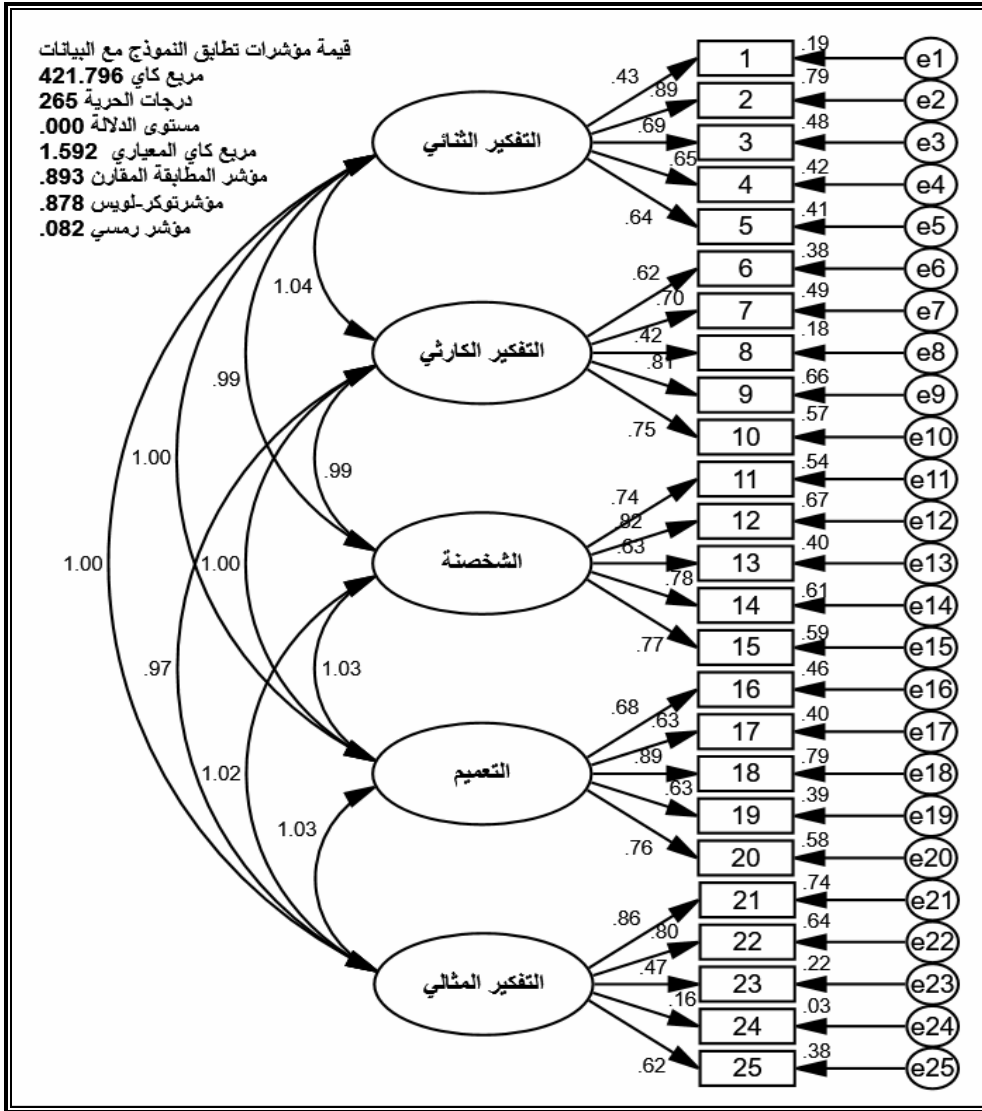 قيمة مؤشرات تطابق النموذج مع البيانات
مربع كاي 421.796
درجات الحرية 265
مستوى الدلالة .000
مربع كاي المعياري 1.592
مؤشر المطابقة المقارن .893
مؤشرتوكر-لويس .878
مؤشر رمسي .082
التفكير الثنائي
.43
.89
.69
.65
.64
1
2
3
4
5
.19
.79
.48
.42
.41
e1
e2
e3
e4
e5
1.04
التفكير الكارثي
.62
.70
.42
.81
.75
6
7
8
9
10
.38
.49
.18
.66
.57
e6
e7
e8
e9
e10
.99
1.00
.99
الشخصنة
.74
.82
.63
.78
.77
11
12
13
14
15
.54
.67
.40
.61
.59
e11
e12
e13
e14
e15
1.00
1.00
.97
1.03
التعميم
.68
.63
.89
.63
.76
16
17
18
19
20
.46
.40
.79
.39
.58
e16
e17
e18
e19
e20
1.02
1.03
التفكير المثالي
.86
.80
.47
.16
.62
21
22
23
24
25
.74
.64
.22
.03
.38
e21
e22
e23
e24
e25